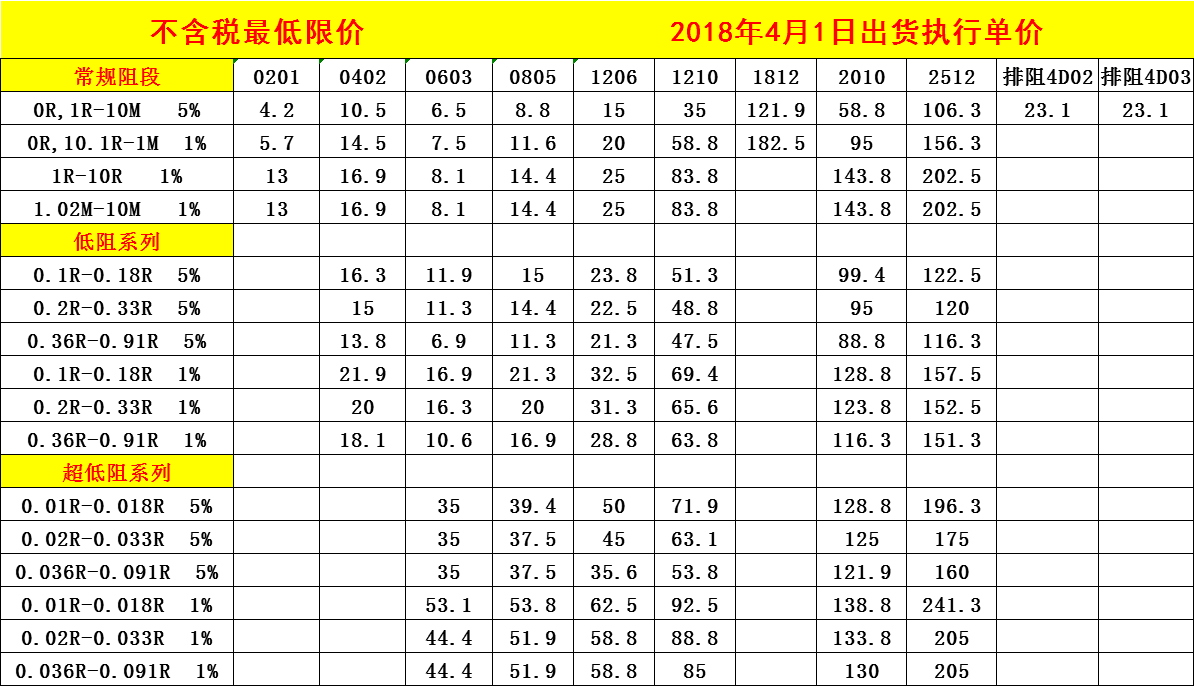 不含税最低限价 2018年4月1日出货执行单价
常规阻段 0201 0402 0603 0805 1206 1210 1812 2010 2512 排阻4D02 排阻4D03
0R,1R-10M 5% 4.2 10.5 6.5 8.8 15 35 121.9 58.8 106.3 23.1 23.1
0R,10.1R-1M 1% 5.7 14.5 7.5 11.6 20 58.8 182.5 95 156.3
1R-10R 1% 13 16.9 8.1 14.4 25 83.8 143.8 202.5
1.02M-10M 1% 13 16.9 8.1 14.4 25 83.8 143.8 202.5
低阻系列
0.1R-0.18R 5% 16.3 11.9 15 23.8 51.3 99.4 122.5
0.2R-0.33R 5% 15 11.3 14.4 22.5 48.8 95 120
0.36R-0.91R 5% 13.8 6.9 11.3 21.3 47.5 88.8 116.3
0.1R-0.18R 1% 21.9 16.9 21.3 32.5 69.4 128.8 157.5
0.2R-0.33R 1% 20 16.3 20 31.3 65.6 123.8 152.5
0.36R-0.91R 1% 18.1 10.6 16.9 28.8 63.8 116.3 151.3
超低阻系列
0.01R-0.018R 5% 35 39.4 50 71.9 128.8 196.3
0.02R-0.033R 5% 35 37.5 45 63.1 125 175
0.036R-0.091R 5% 35 37.5 35.6 53.8 121.9 160
0.01R-0.018R 1% 53.1 53.8 62.5 92.5 138.8 241.3
0.02R-0.033R 1% 44.4 51.9 58.8 88.8 133.8 205
0.036R-0.091R 1% 44.4 51.9 58.8 85 130 205